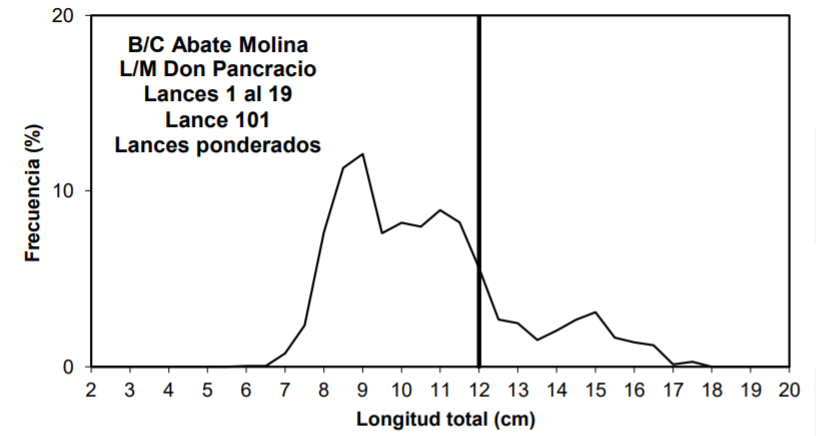 20
B/C Abate Molina
L/M Don Pancracio
Lances 1 al 19
Lance 101
Lances ponderados
Frecuencia (%)
10
0
2 3 4 5 6 7 8 9 10 11 12 13 14 15 16 17 18 19 20
Longitud total (cm)